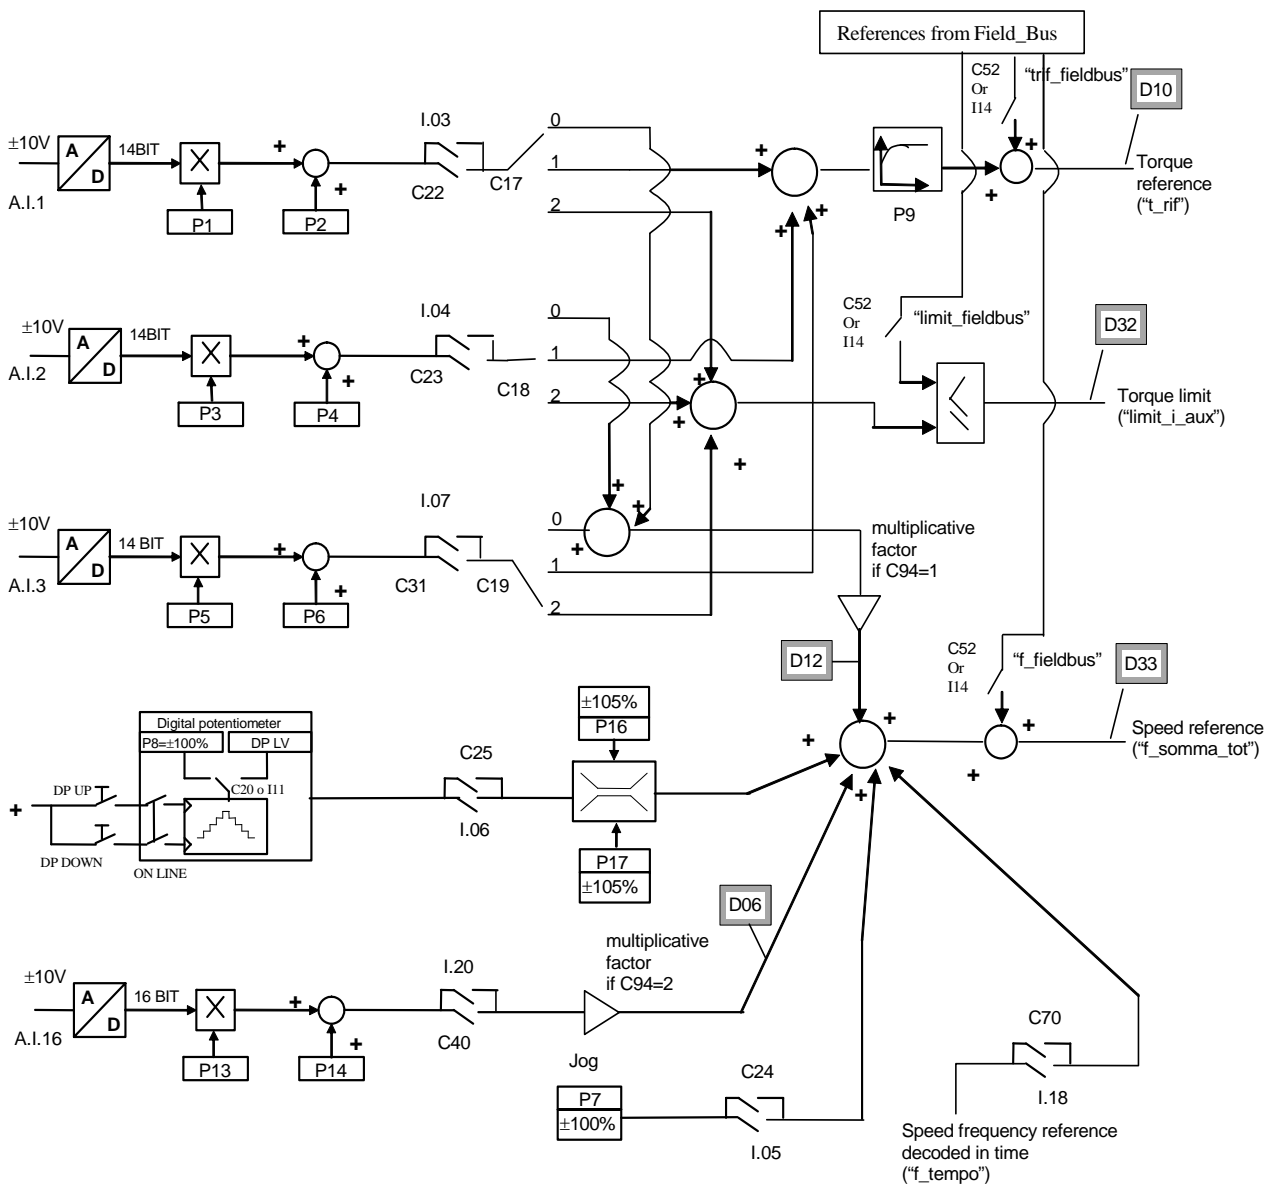 References from Field_Bus
C52
Or
I14
“trif_fieldbus”
D10
±10V
A
D
14BIT
X
+
+
I.03
C22
C17
0
1
2
+
+
+
P9
+
+
Torque
reference
(“t_rif”)
A.I.1
P1
P2
±10V
A
D
14BIT
X
+
+
I.04
C23
C18
0
1
2
+
+
+
C52
Or
I14
“limit_fieldbus”
D32
Torque limit
(“limit_i_aux”)
A.I.2
P3
P4
±10V
A
D
14 BIT
X
+
+
I.07
C31
C19
0
1
2
+
+
+
multiplicative
factor
if C94=1
A.I.3
P5
P6
D12
C52
Or
I14
“f_fieldbus”
D33
Speed reference
(“f_somma_tot”)
+
+
+
+
+
Digital potentiometer
P8=±100%
DP LV
C20 o I11
DP UP
+
DP DOWN
ON LINE
C25
I.06
±105%
P16
P17
±105%
D06
multiplicative
factor
if C94=2
±10V
A
D
16 BIT
X
+
+
I.20
C40
A.I.16
P13
P14
Jog
P7
±100%
C24
I.05
C70
I.18
Speed frequency reference
decoded in time
(“f_tempo”)